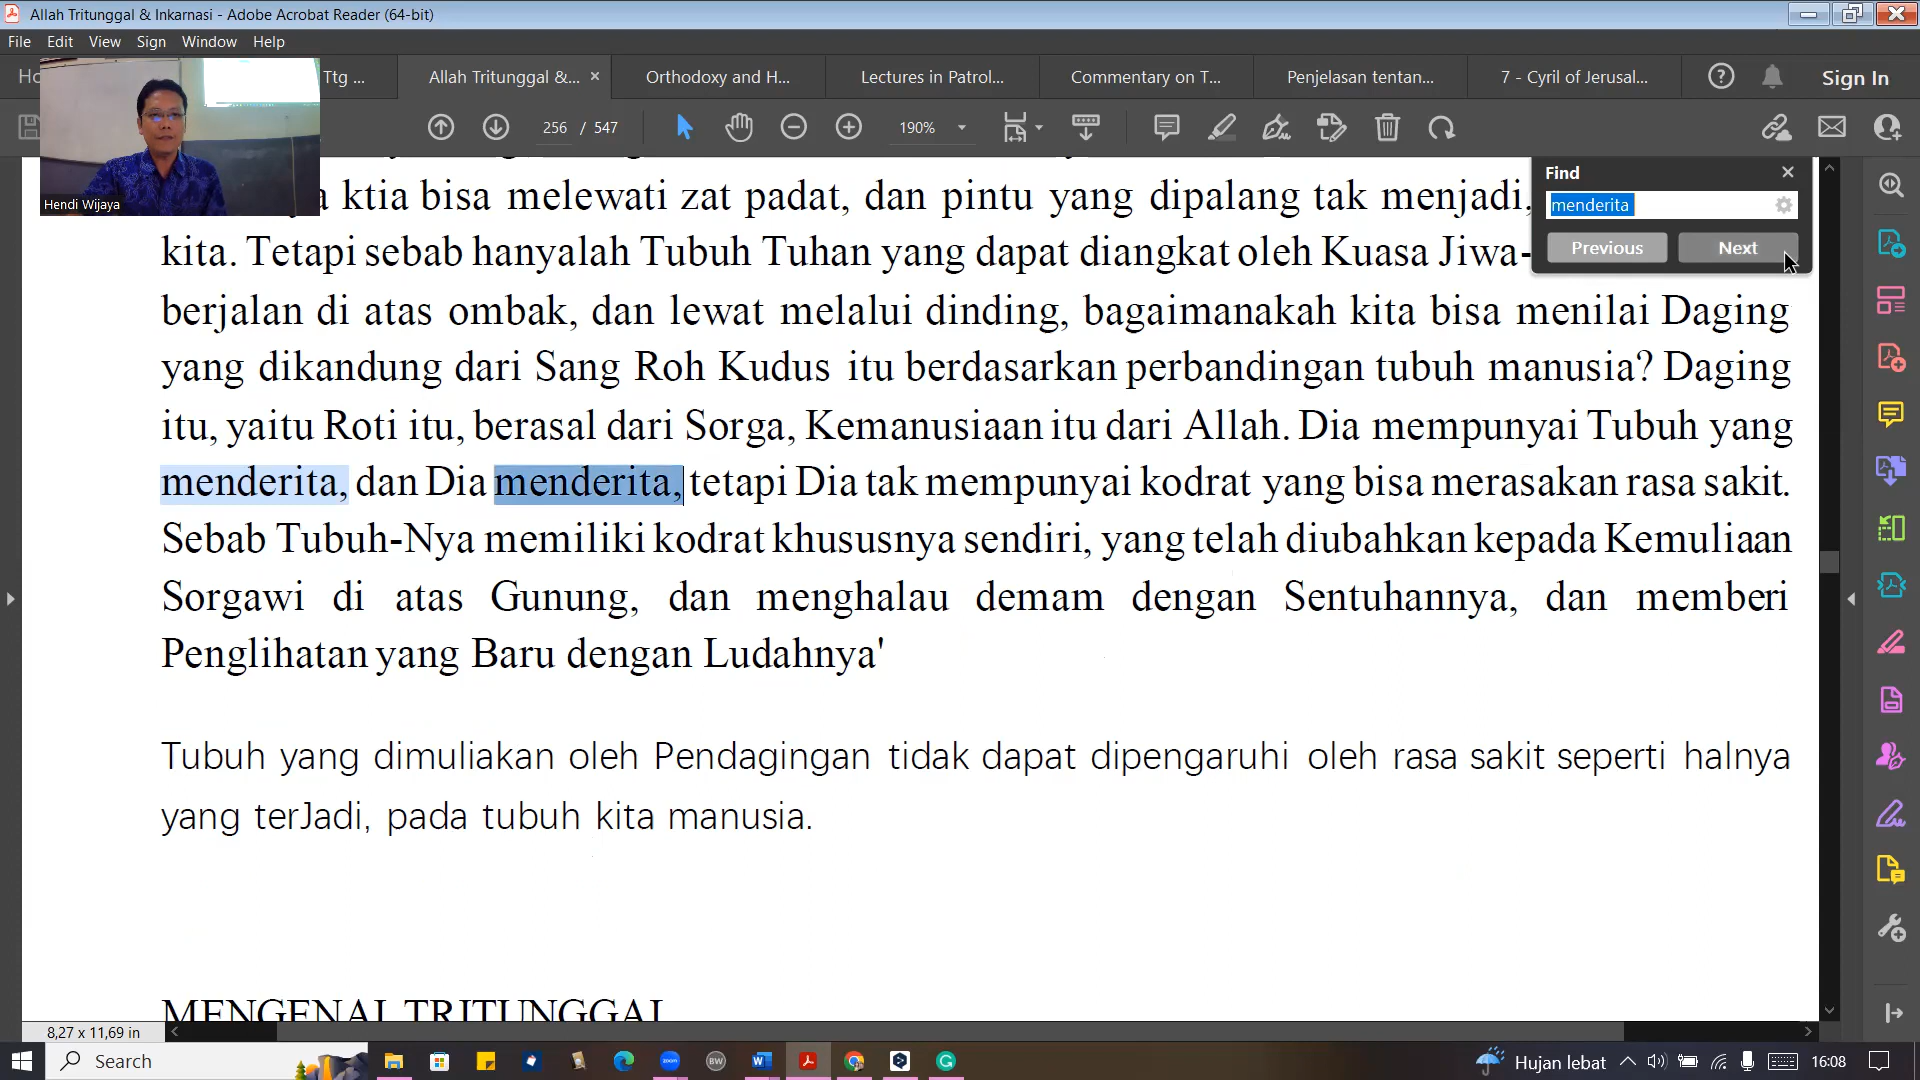 Allah Tritunggal & Inkarnasi - Adobe Acrobat Reader (64-bit)
File Edit View Sign Window Help
Ttg ... Allah Tritunggal &... Orthodoxy and H... Lectures in Patrol... Commentary on T... Penjelasan tentan... 7 - Cyril of Jerusal... Sign In
256 / 547 190%
Hendi Wijaya
Find
menderita
Previous Next
ktia bisa melewati zat padat, dan pintu yang dipalang tak menjadi,
kita. Tetapi sebab hanyalah Tubuh Tuhan yang dapat diangkat oleh Kuasa Jiwa-
berjalan di atas ombak, dan lewat melalui dinding, bagaimanakah kita bisa menilai Daging
yang dikandung dari Sang Roh Kudus itu berdasarkan perbandingan tubuh manusia? Daging
itu, yaitu Roti itu, berasal dari Sorga, Kemanusiaan itu dari Allah. Dia mempunyai Tubuh yang
menderita, dan Dia menderita, tetapi Dia tak mempunyai kodrat yang bisa merasakan rasa sakit.
Sebab Tubuh-Nya memiliki kodrat khususnya sendiri, yang telah diubahkan kepada Kemuliaan
Sorgawi di atas Gunung, dan menghalau demam dengan Sentuhannya, dan memberi
Penglihatan yang Baru dengan Ludahnya'
Tubuh yang dimuliakan oleh Pendagingan tidak dapat dipengaruhi oleh rasa sakit seperti halnya
yang terJadi, pada tubuh kita manusia.
MENGENAI TRITUNGGAL
8,27 x 11,69 in
Search
BW
Hujan lebat 16:08